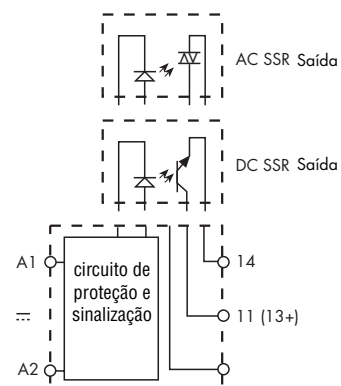 AC SSR Saída
DC SSR Saída
A1
14
circuito de
proteção e
sinalização
11 (13+)
A2